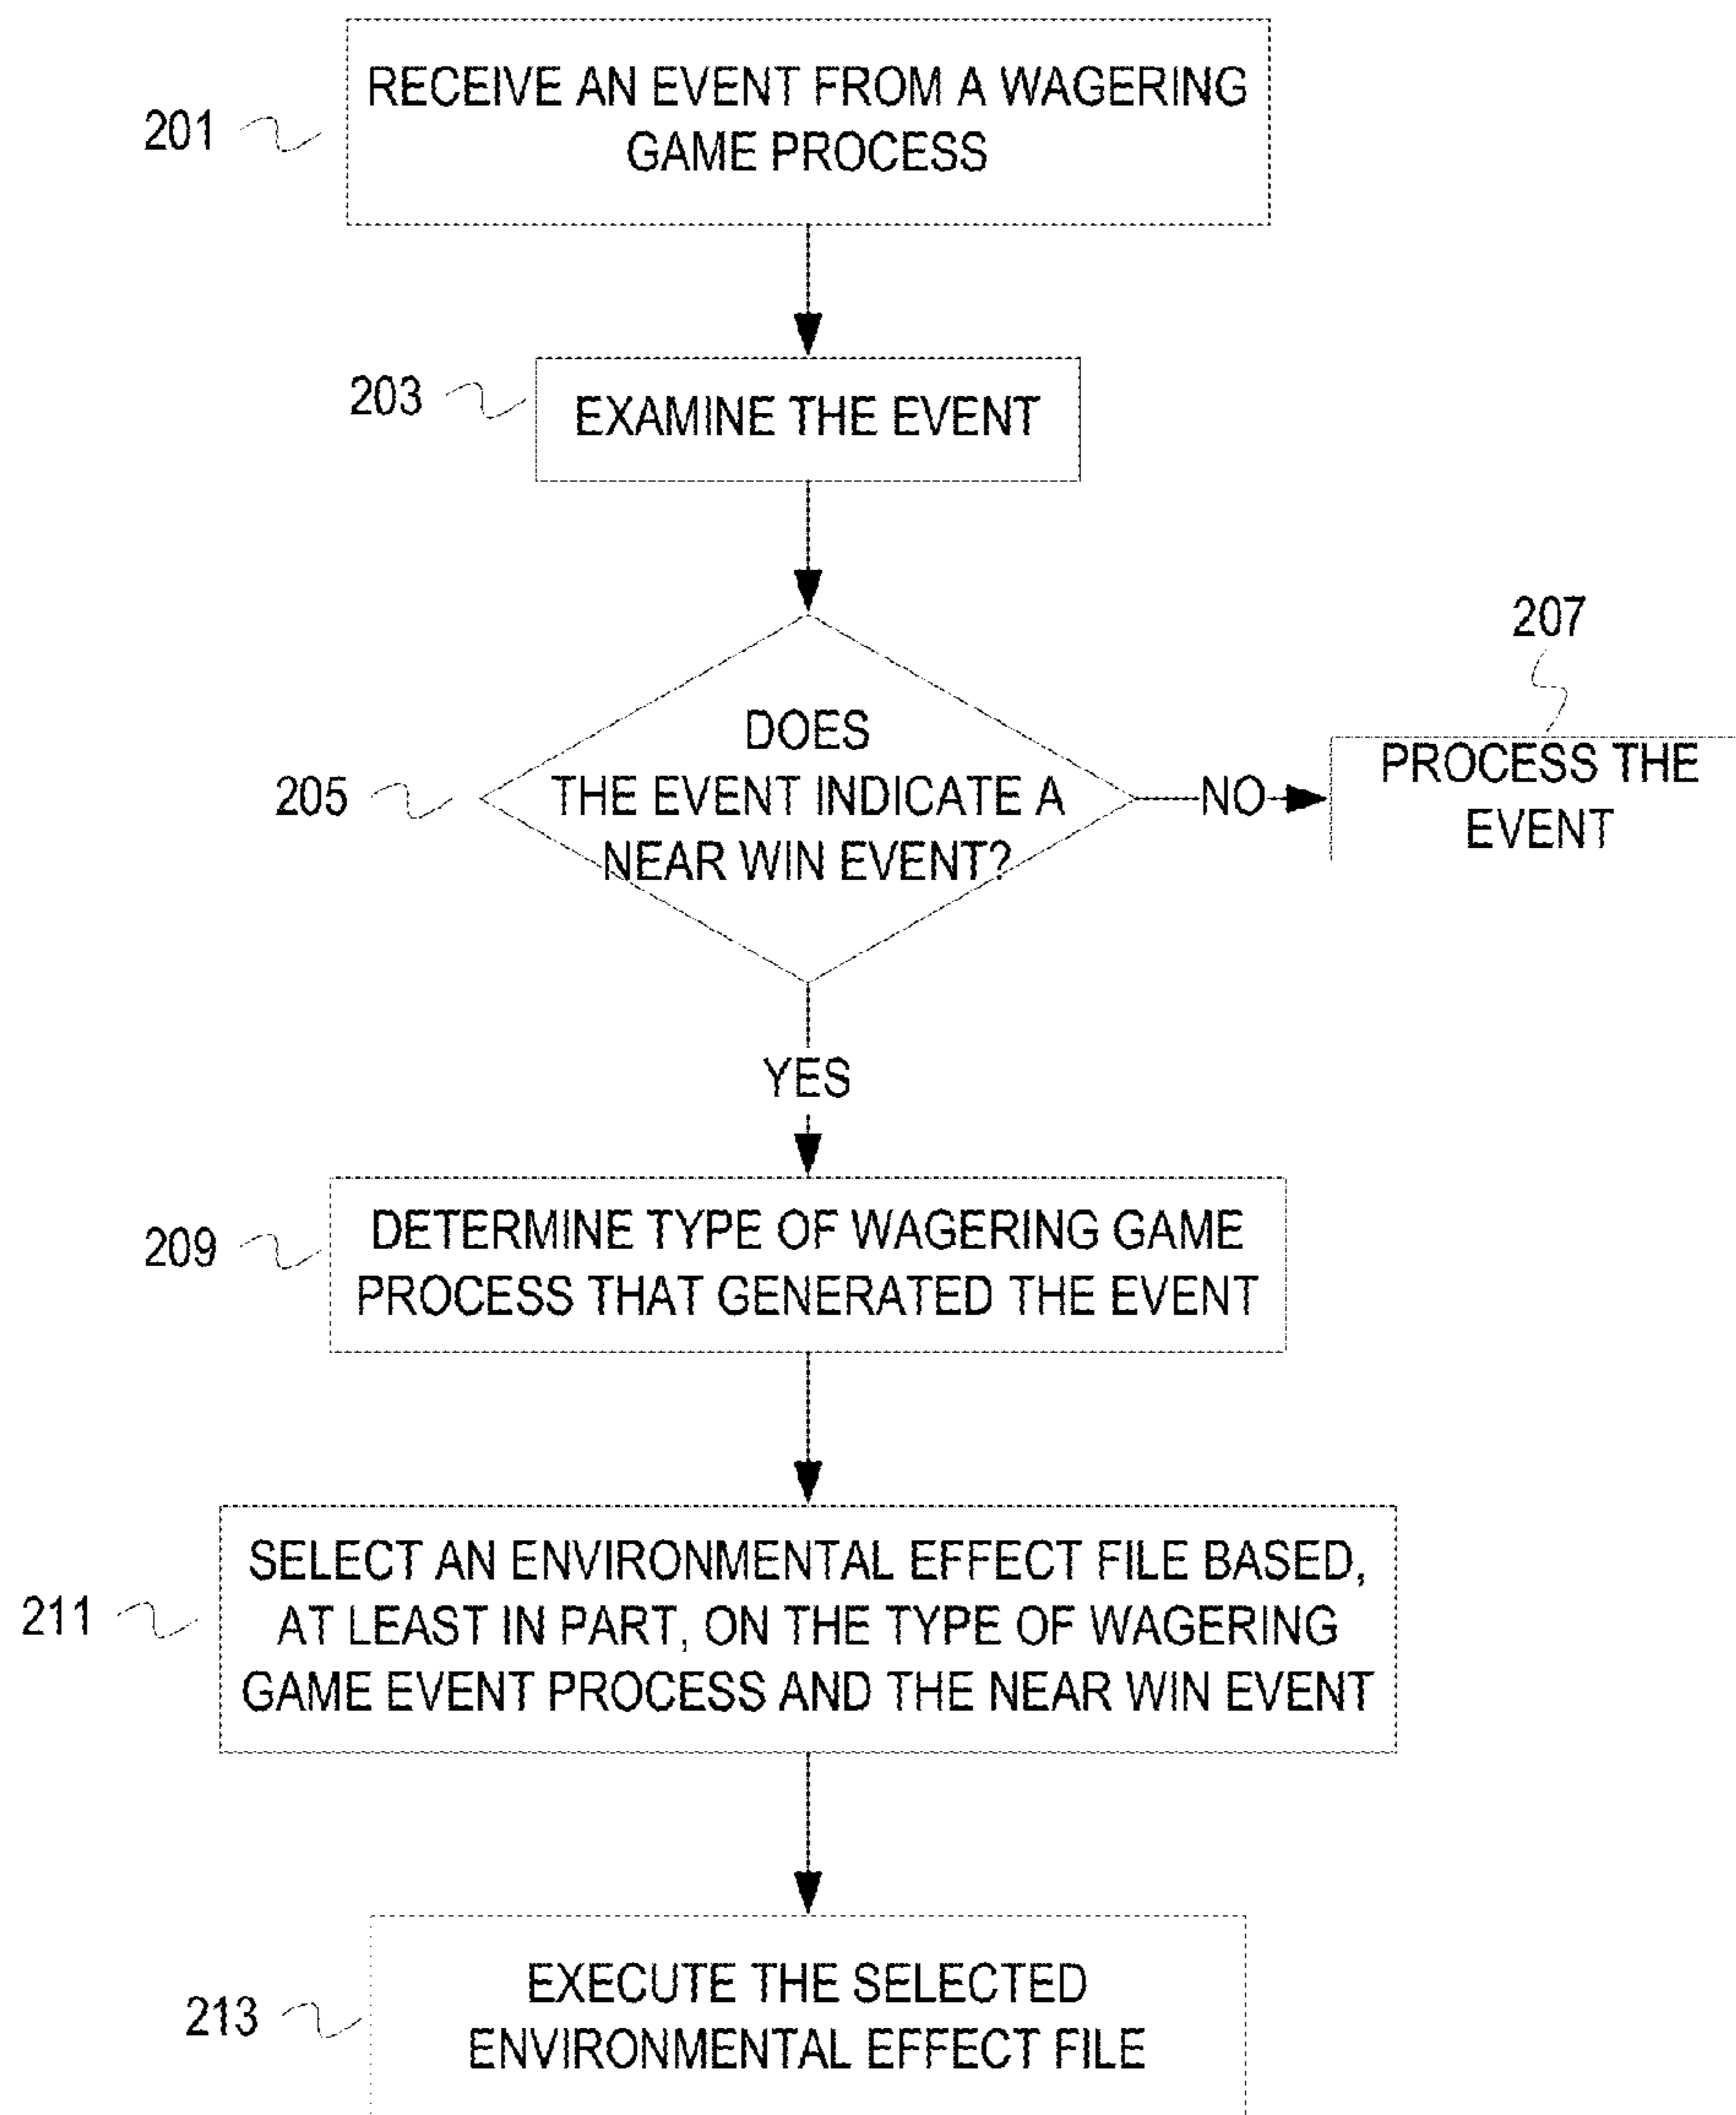 201
RECEIVE AN EVENT FROM A WAGERING
GAME PROCESS
203
EXAMINE THE EVENT
205
DOES
THE EVENT INDICATE A
NEAR WIN EVENT?
NO
207
PROCESS THE
EVENT
YES
209
DETERMINE TYPE OF WAGERING GAME
PROCESS THAT GENERATED THE EVENT
211
SELECT AN ENVIRONMENTAL EFFECT FILE BASED,
AT LEAST IN PART, ON THE TYPE OF WAGERING
GAME EVENT PROCESS AND THE NEAR WIN EVENT
213
EXECUTE THE SELECTED
ENVIRONMENTAL EFFECT FILE